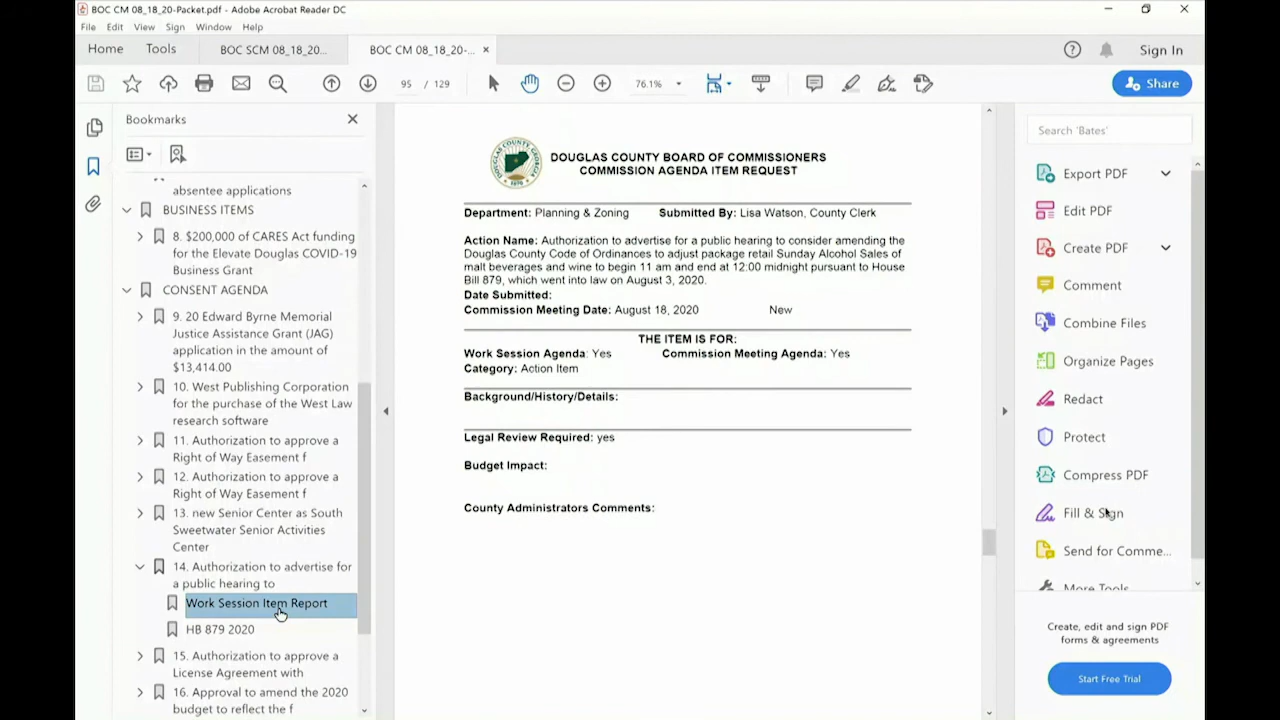 BOC CM 08_18_20-Packet.pdf - Adobe Acrobat Reader DC
File Edit View Sign Window Help
Home Tools BOC SCM 08_18_20... BOC CM 08_18_20-... ×
Sign In
95 / 129
76.1%
Share
Bookmarks
absentee applications
BUSINESS ITEMS
8. $200,000 of CARES Act funding
for the Elevate Douglas COVID-19
Business Grant
CONSENT AGENDA
9. 20 Edward Byrne Memorial
Justice Assistance Grant (JAG)
application in the amount of
$13,414.00
10. West Publishing Corporation
for the purchase of the West Law
research software
11. Authorization to approve a
Right of Way Easement f
12. Authorization to approve a
Right of Way Easement f
13. new Senior Center as South
Sweetwater Senior Activities
Center
14. Authorization to advertise for
a public hearing to
Work Session Item Report
HB 879 2020
15. Authorization to approve a
License Agreement with
16. Approval to amend the 2020
budget to reflect the f
DOUGLAS COUNTY BOARD OF COMMISSIONERS
COMMISSION AGENDA ITEM REQUEST
Department: Planning & Zoning Submitted By: Lisa Watson, County Clerk
Action Name: Authorization to advertise for a public hearing to consider amending the
Douglas County Code of Ordinances to adjust package retail Sunday Alcohol Sales of
malt beverages and wine to begin 11 am and end at 12:00 midnight pursuant to House
Bill 879, which went into law on August 3, 2020.
Date Submitted:
Commission Meeting Date: August 18, 2020 New
THE ITEM IS FOR:
Work Session Agenda: Yes Commission Meeting Agenda: Yes
Category: Action Item
Background/History/Details:
Legal Review Required: yes
Budget Impact:
County Administrators Comments:
Search 'Bates'
Export PDF
Edit PDF
Create PDF
Comment
Combine Files
Organize Pages
Redact
Protect
Compress PDF
Fill & Sign
Send for Comme...
More Tools
Create, edit and sign PDF
forms & agreements
Start Free Trial